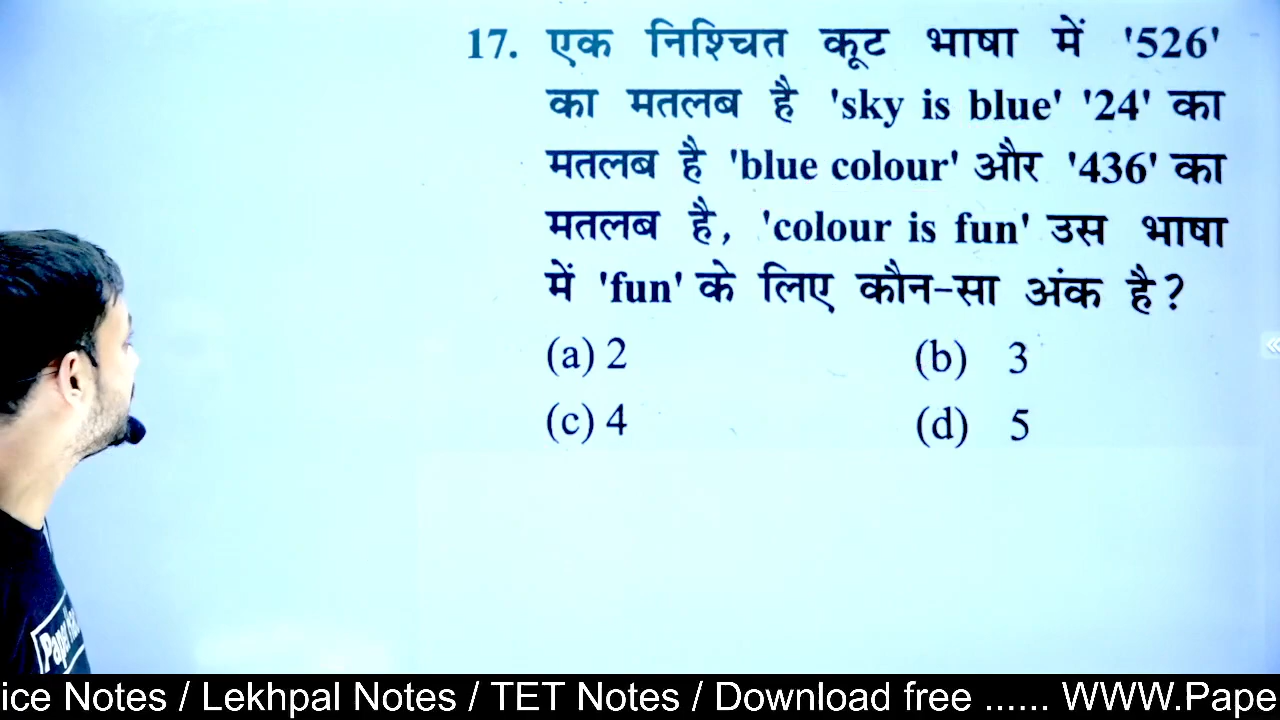 17. एक निश्चित कूट भाषा में '526'
का मतलब है 'sky is blue' '24' का
मतलब है 'blue colour' और '436' का
मतलब है, 'colour is fun' उस भाषा
में 'fun' के लिए कौन-सा अंक है?
(a) 2 (b) 3
(c) 4 (d) 5
ice Notes / Lekhpal Notes / TET Notes / Download free ...... WWW.Pape